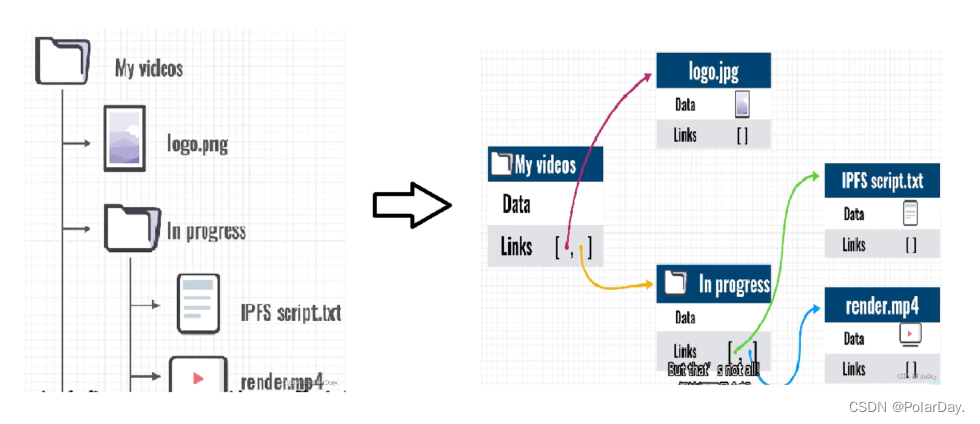 My videos
logo.png
In progress
IPFS script.txt
render.mp4
logo.jpg
Data
Links [ ]
My videos
Data
Links [ , ]
In progress
Data
Links [ , ]
But that's not all!
IPFS script.txt
Data
Links [ ]
render.mp4
Data
Links [ ]
CSDN @PolarDay.